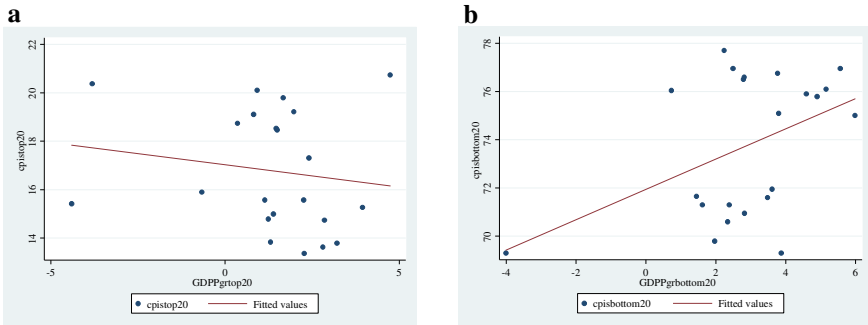 a
cpistop20
22
20
18
16
14
-5
0
5
GDPPgrtop20
cpistop20
Fitted values
b
cpisbottom20
78
76
74
72
70
-4
-2
0
2
4
6
GDPPgrbottom20
cpisbottom20
Fitted values